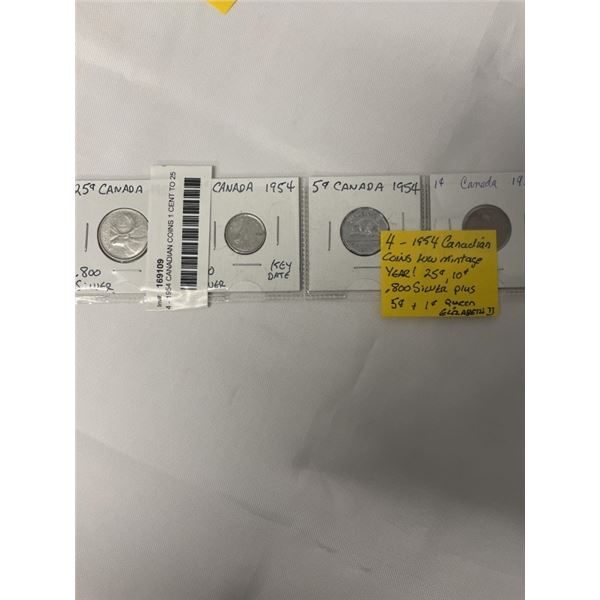 25¢ CANADA
.800
SILVER
Inv# 169109
4 - 1954 CANADIAN COINS 1 CENT TO 25
CANADA 1954
KEY
DATE
5¢ CANADA 1954
1¢ Canada
4 - 1954 Canadian
Coins low mintage
YEAR! 25¢, 10¢
.800 SILVER plus
5¢ + 1¢ Queen
ELIZABETH II